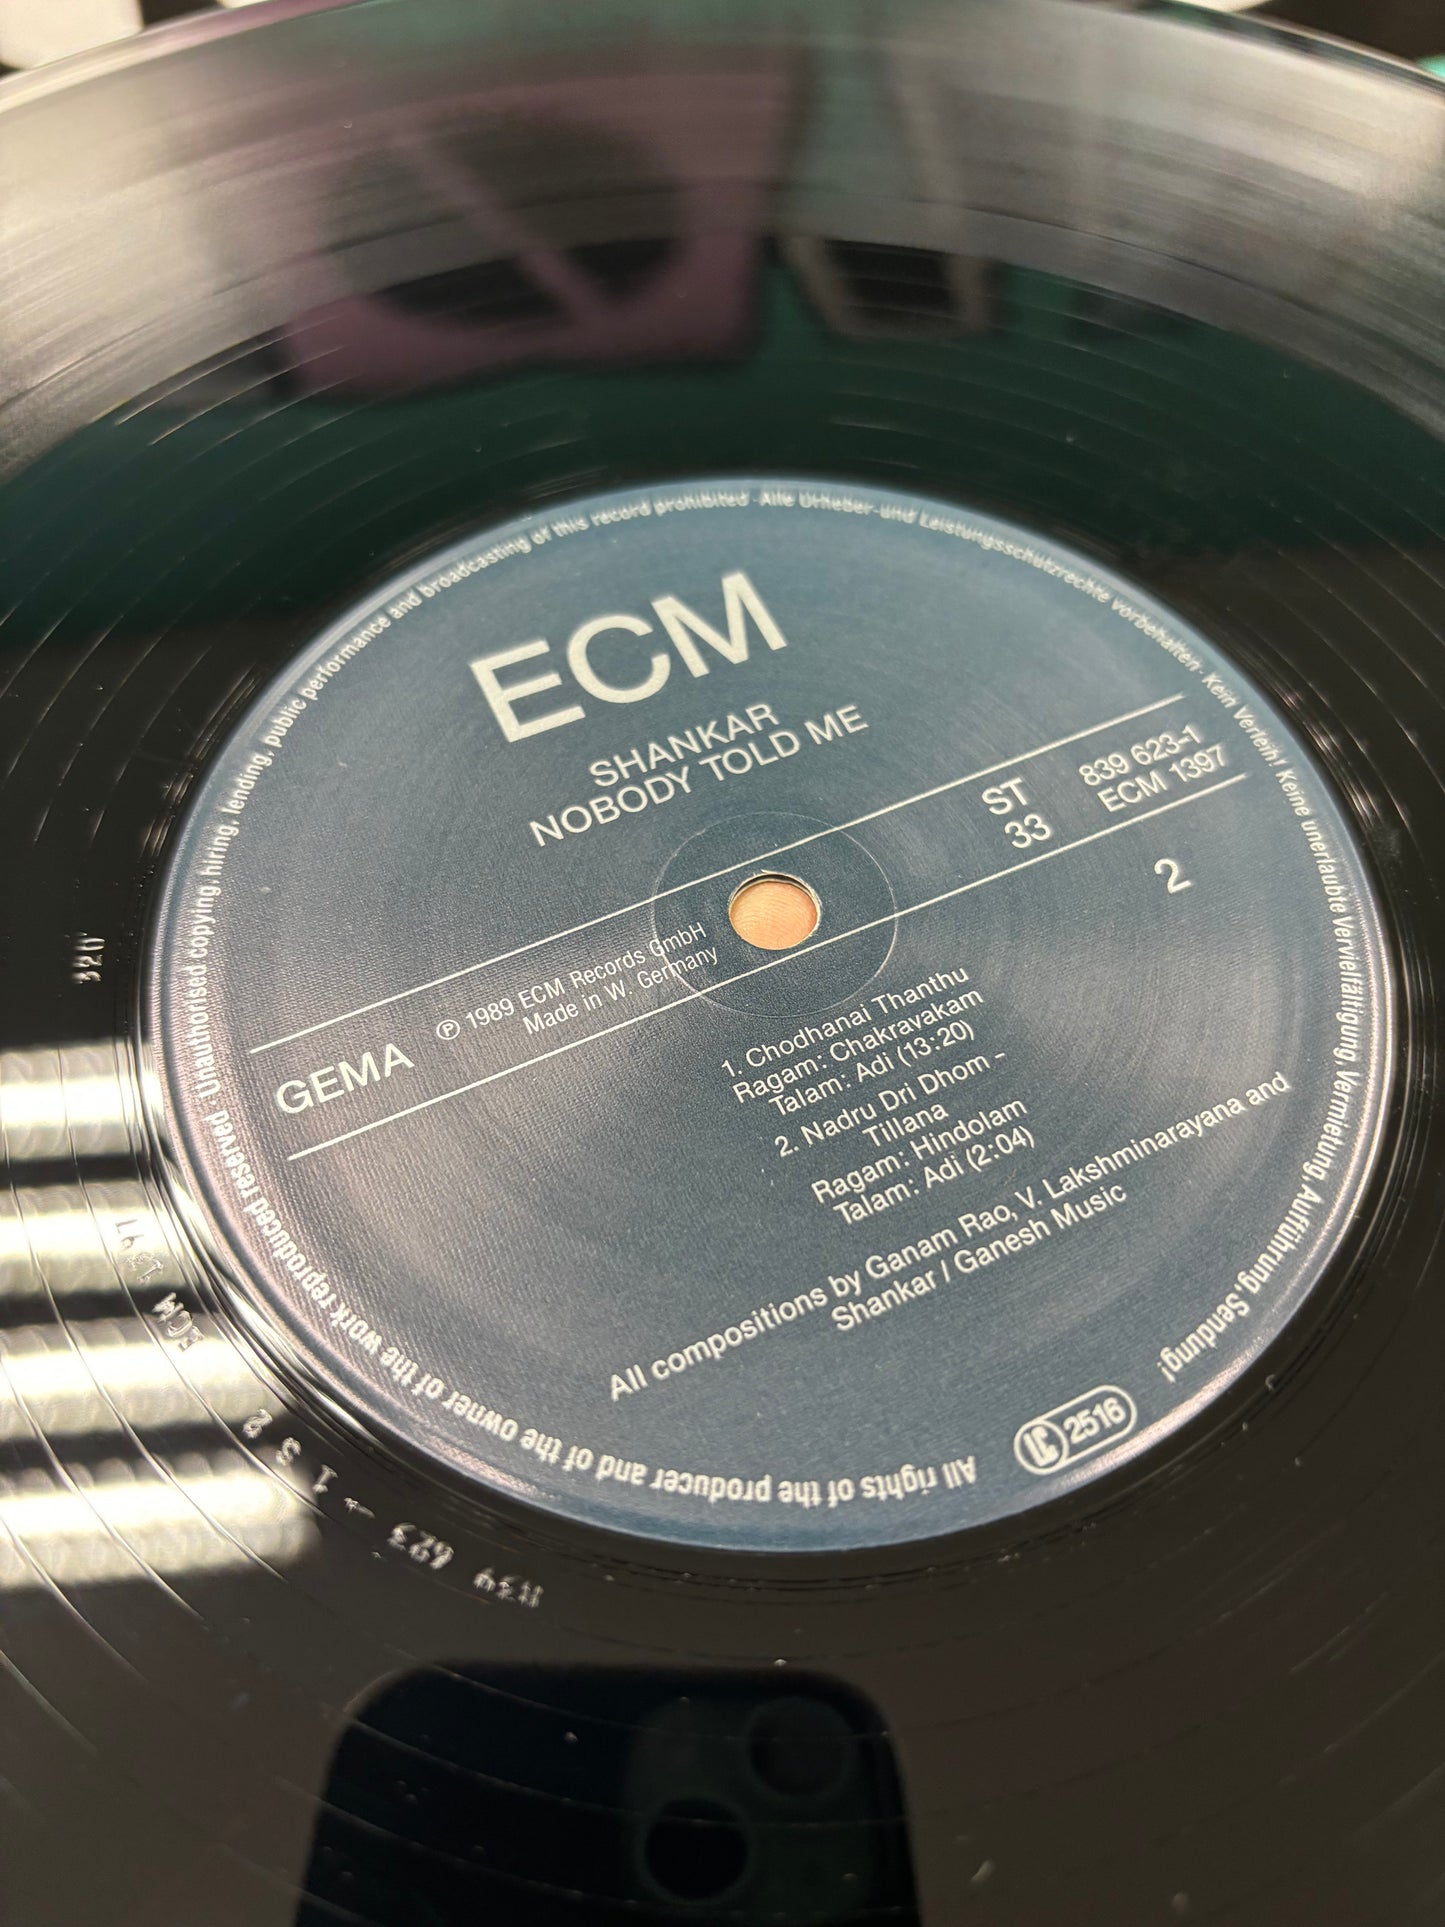 ECM
SHANKAR
NOBODY TOLD ME
ST
33
839 623-1
ECM 1397
2
GEMA
℗ 1989 ECM Records GmbH
Made in W. Germany
1. Chodhanai Thanthu
Ragam: Chakravakam
Talam: Adi (13:20)
2. Nadru Dri Dhom -
Tillana
Ragam: Hindolam
Talam: Adi (2:04)
All compositions by Ganam Rao, V. Lakshminarayana and
Shankar / Ganesh Music
LC 2516
All rights of the producer and of the owner of the work reproduced reserved · Unauthorised copying, hiring, lending, public performance and broadcasting of this record prohibited · Alle Urheber- und Leistungsschutzrechte vorbehalten · Kein Verleih! Keine unerlaubte Vervielfältigung, Vermietung, Aufführung, Sendung!
320
ECM